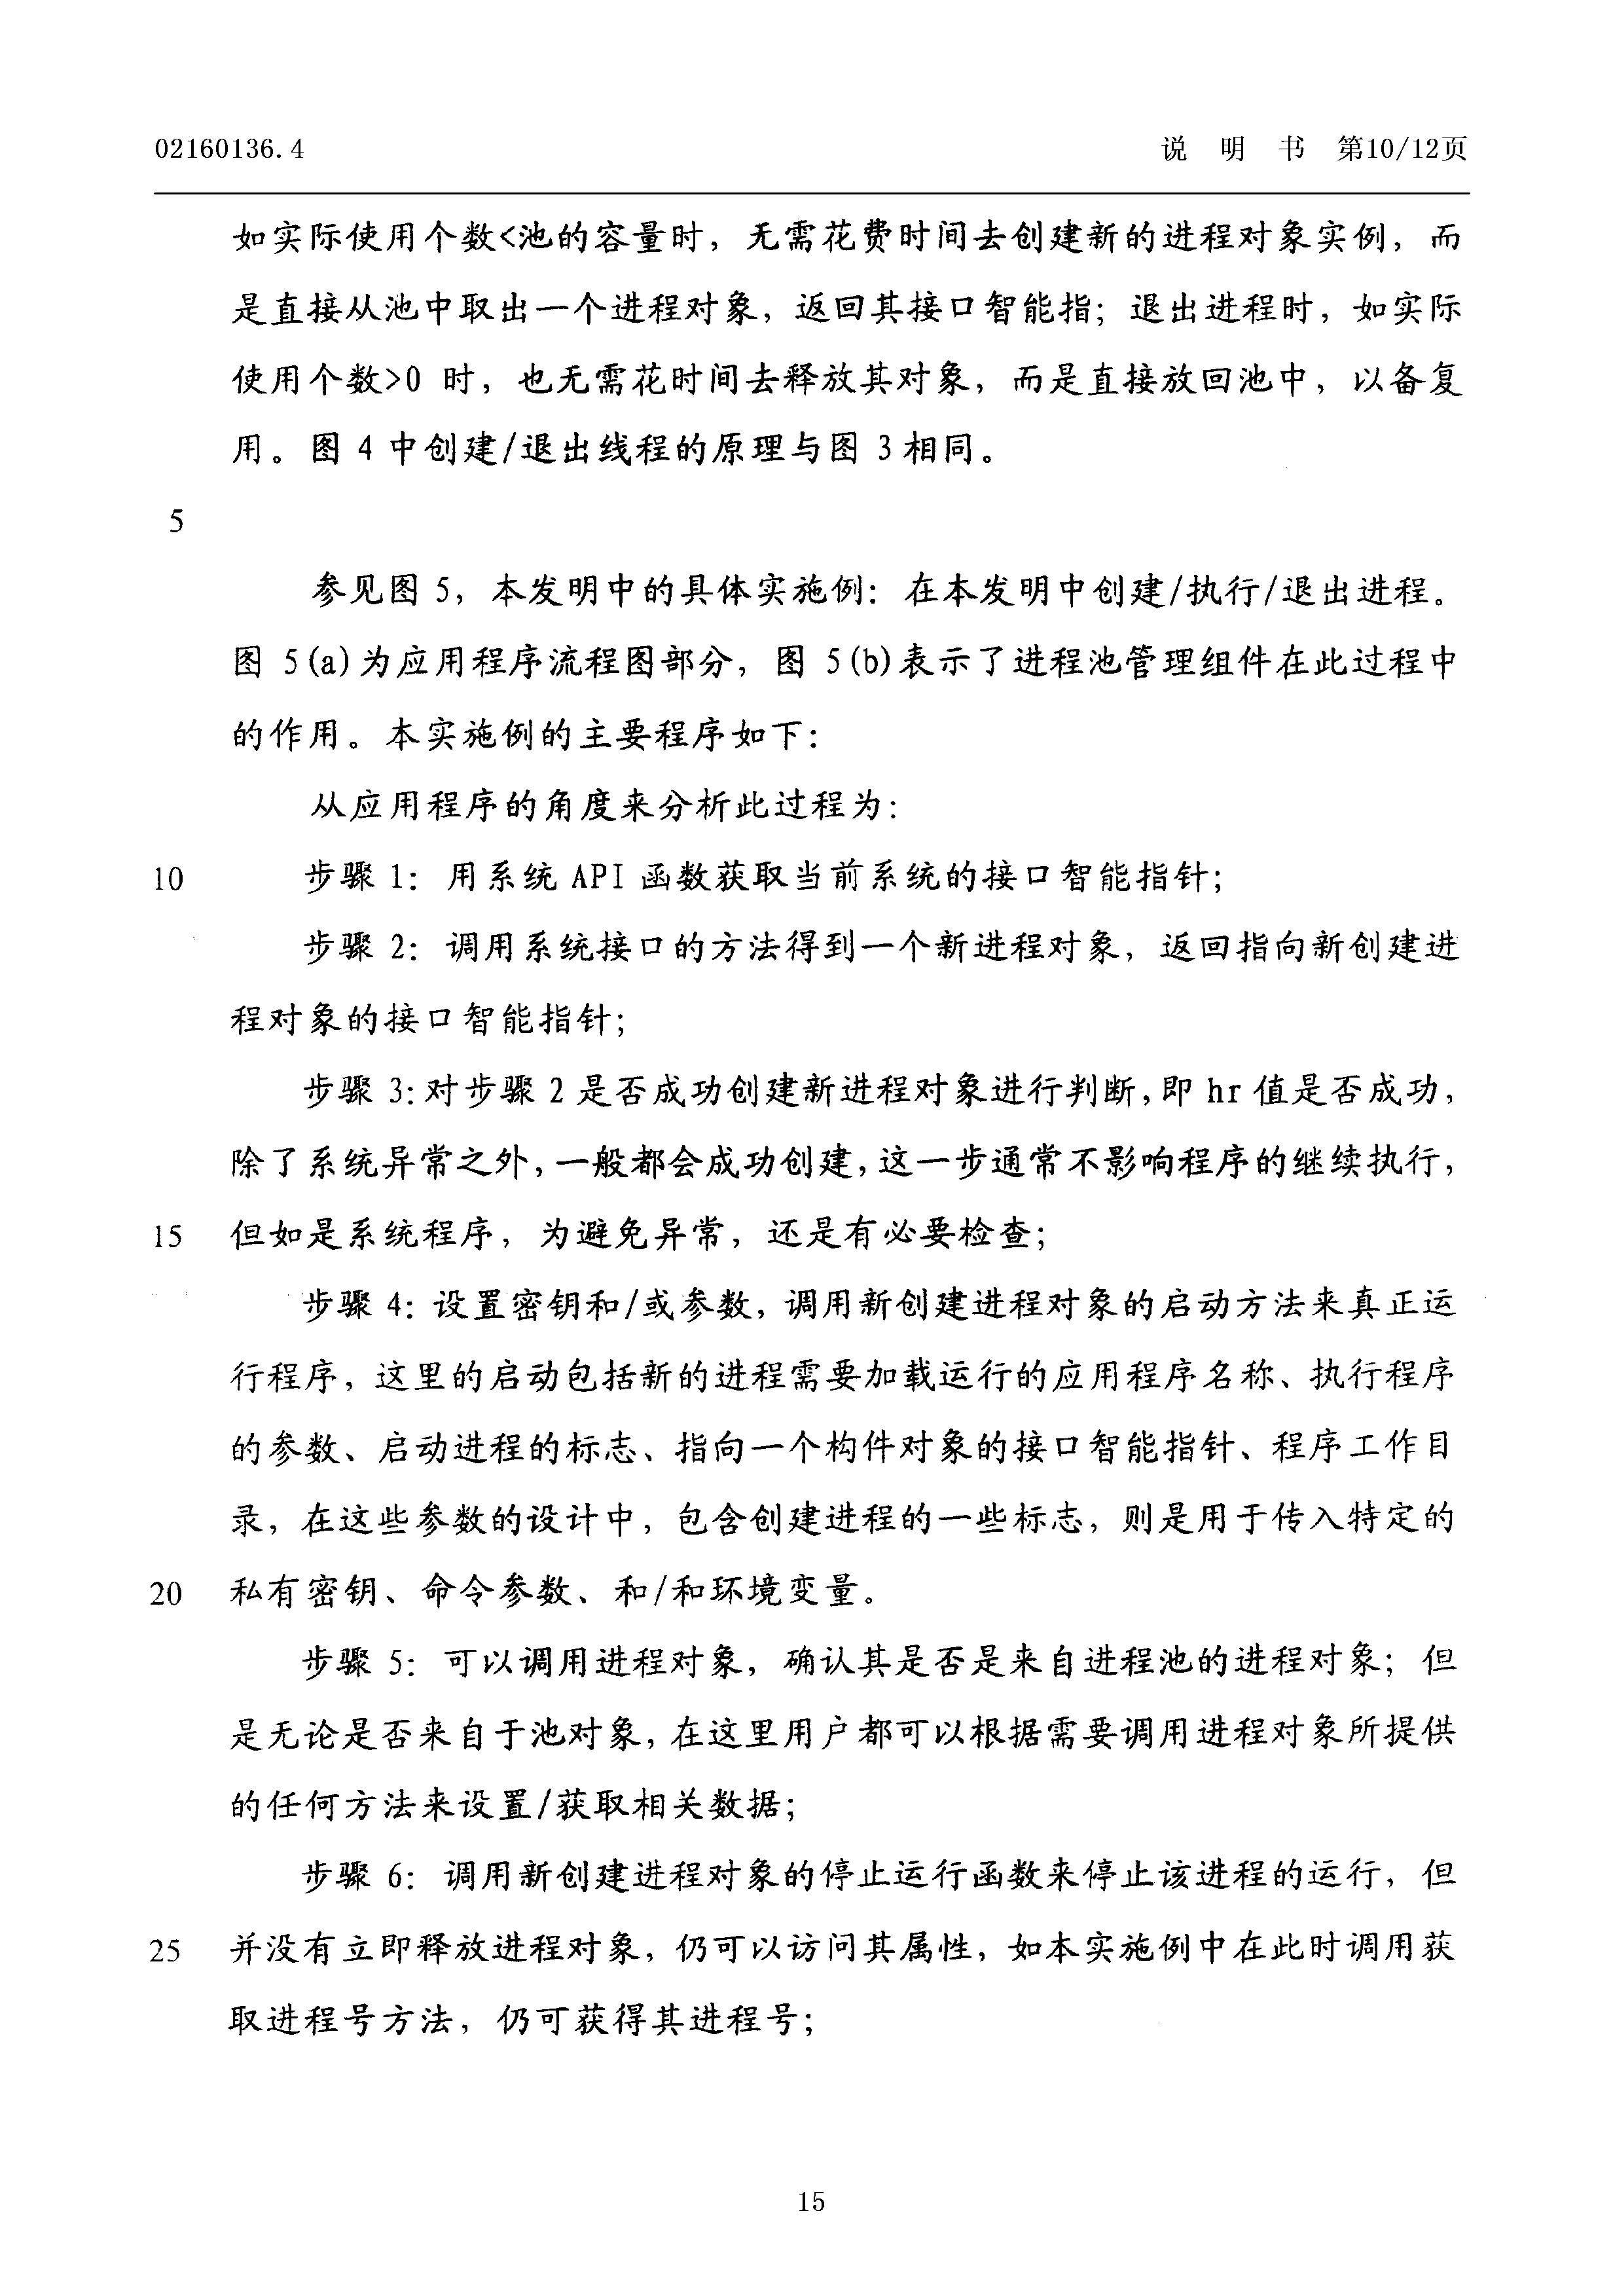 02160136.4 说 明 书 第10/12页
如实际使用个数<池的容量时，无需花费时间去创建新的进程对象实例，而
是直接从池中取出一个进程对象，返回其接口智能指；退出进程时，如实际
使用个数>0 时，也无需花时间去释放其对象，而是直接放回池中，以备复
用。图 4 中创建/退出线程的原理与图 3 相同。
5
参见图 5，本发明中的具体实施例：在本发明中创建/执行/退出进程。
图 5(a)为应用程序流程图部分，图 5(b)表示了进程池管理组件在此过程中
的作用。本实施例的主要程序如下：
从应用程序的角度来分析此过程为：
10 步骤 1：用系统 API 函数获取当前系统的接口智能指针；
步骤 2：调用系统接口的方法得到一个新进程对象，返回指向新创建进
程对象的接口智能指针；
步骤 3：对步骤 2 是否成功创建新进程对象进行判断，即 hr 值是否成功，
除了系统异常之外，一般都会成功创建，这一步通常不影响程序的继续执行，
15 但如是系统程序，为避免异常，还是有必要检查；
步骤 4：设置密钥和/或参数，调用新创建进程对象的启动方法来真正运
行程序，这里的启动包括新的进程需要加载运行的应用程序名称、执行程序
的参数、启动进程的标志、指向一个构件对象的接口智能指针、程序工作目
录，在这些参数的设计中，包含创建进程的一些标志，则是用于传入特定的
20 私有密钥、命令参数、和/和环境变量。
步骤 5：可以调用进程对象，确认其是否是来自进程池的进程对象；但
是无论是否来自于池对象，在这里用户都可以根据需要调用进程对象所提供
的任何方法来设置/获取相关数据；
步骤 6：调用新创建进程对象的停止运行函数来停止该进程的运行，但
25 并没有立即释放进程对象，仍可以访问其属性，如本实施例中在此时调用获
取进程号方法，仍可获得其进程号；
15